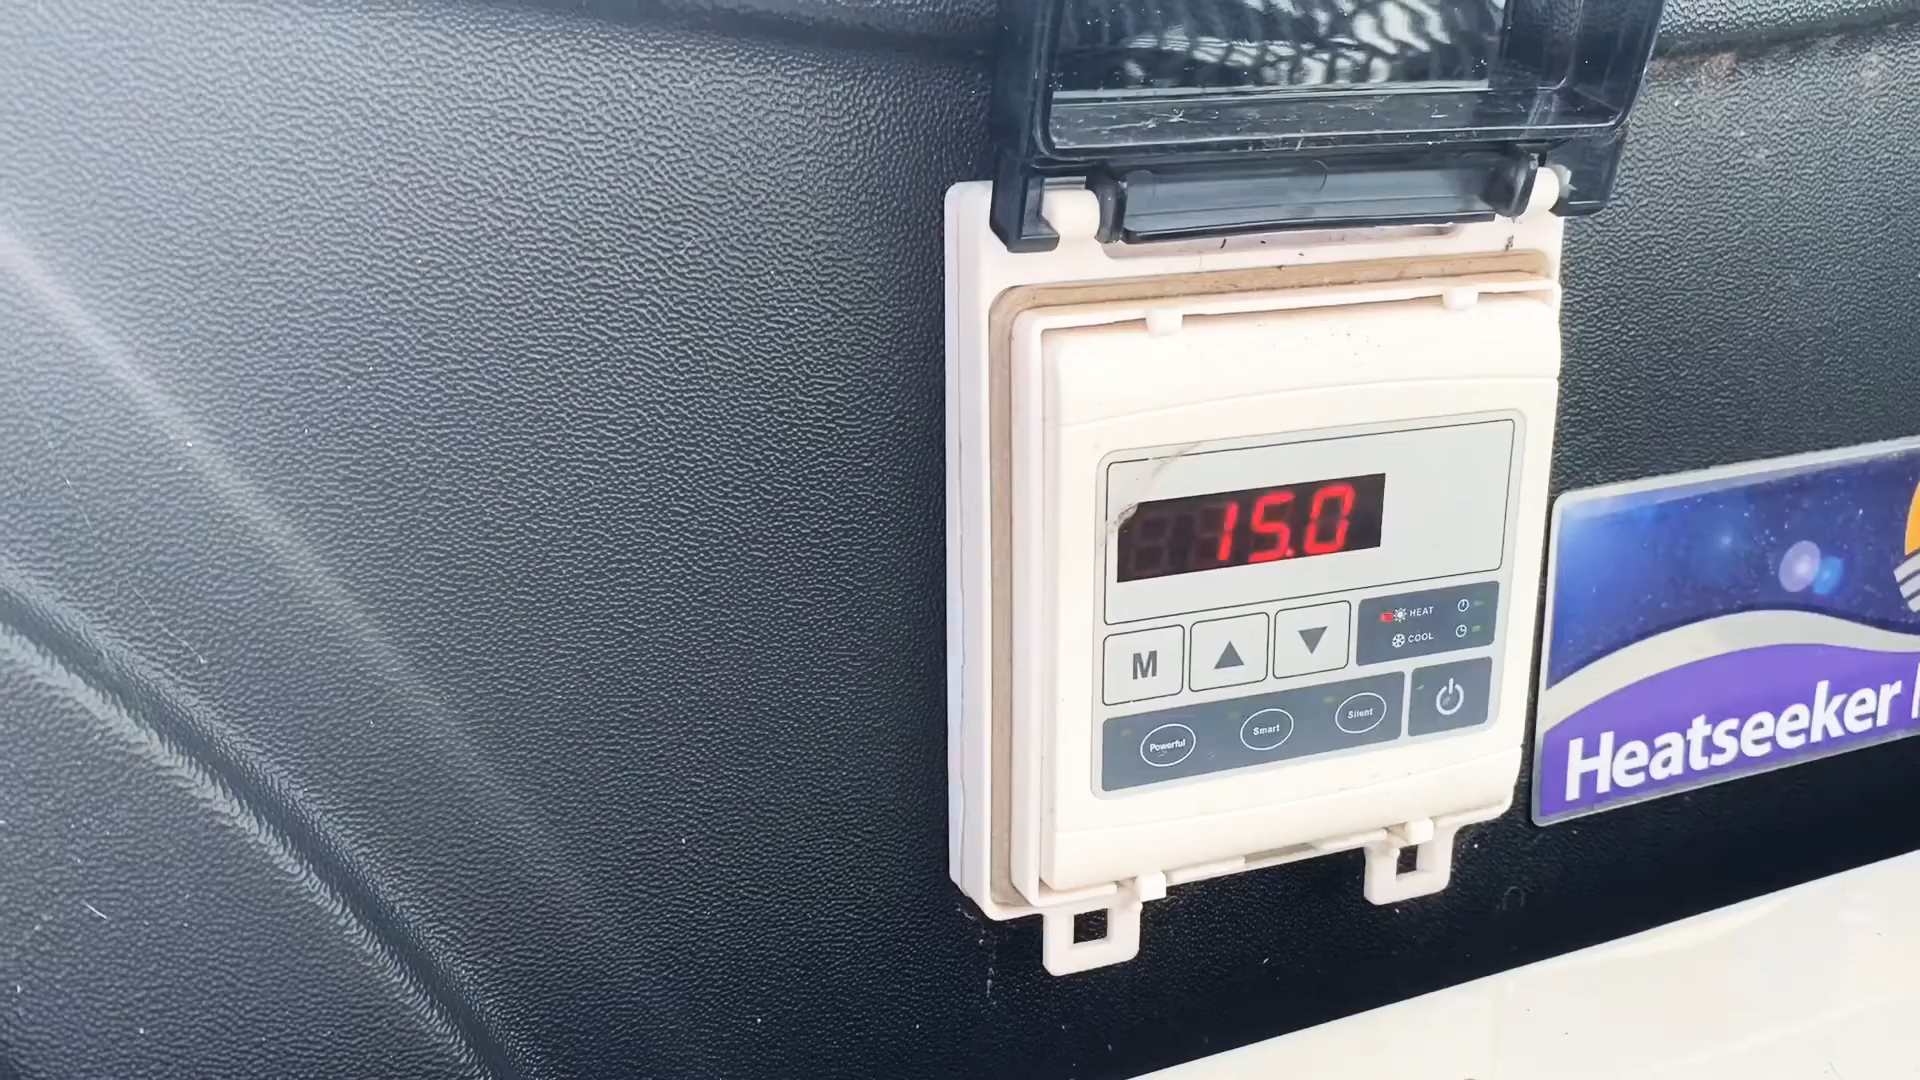 15.0
HEAT
M ▲ ▼
COOL
Powerful Smart Silent
Heatseeker